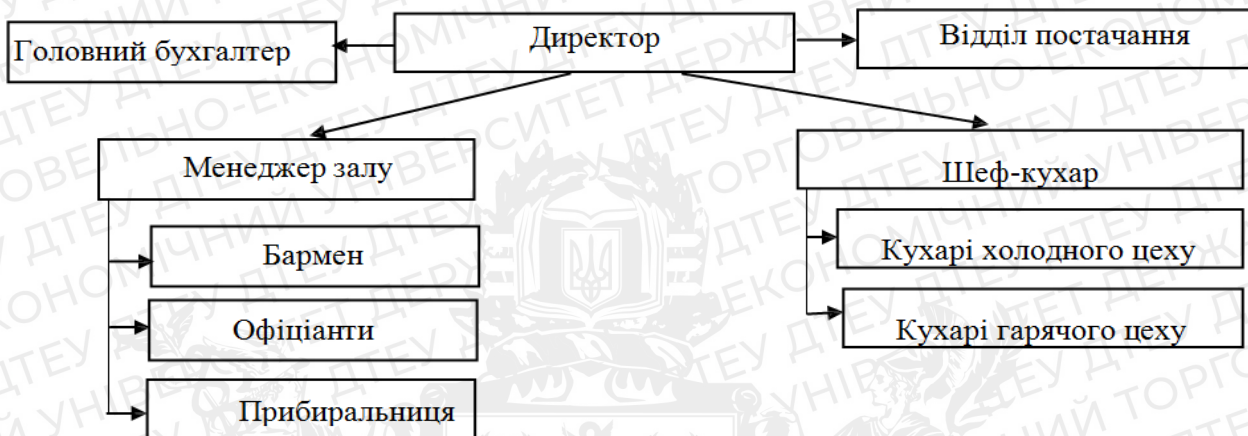 Головний бухгалтер
Директор
Відділ постачання
Менеджер залу
Шеф-кухар
Бармен
Кухарі холодного цеху
Офіціанти
Кухарі гарячого цеху
Прибиральниця